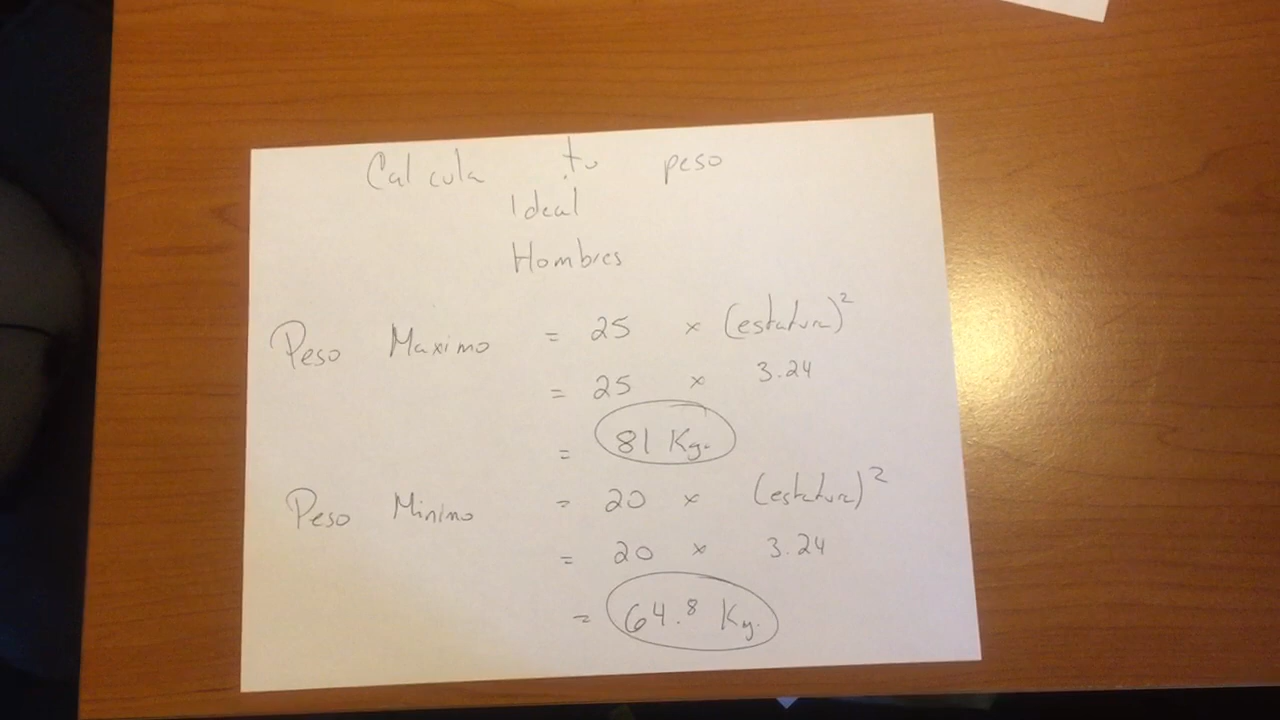 Calcula tu peso
Ideal
Hombres
Peso Maximo = 25 x (estatura)²
= 25 x 3.24
= 81 Kg.
Peso Minimo = 20 x (estatura)²
= 20 x 3.24
= 64.8 Kg.